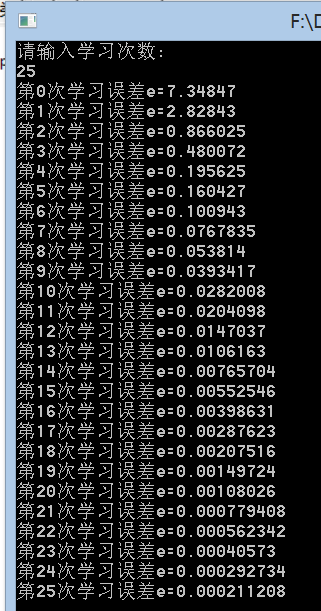 F:\D
请输入学习次数:
25
第0次学习误差e=7.34847
第1次学习误差e=2.82843
第2次学习误差e=0.866025
第3次学习误差e=0.480072
第4次学习误差e=0.195625
第5次学习误差e=0.160427
第6次学习误差e=0.100943
第7次学习误差e=0.0767835
第8次学习误差e=0.053814
第9次学习误差e=0.0393417
第10次学习误差e=0.0282008
第11次学习误差e=0.0204098
第12次学习误差e=0.0147037
第13次学习误差e=0.0106163
第14次学习误差e=0.00765704
第15次学习误差e=0.00552546
第16次学习误差e=0.00398631
第17次学习误差e=0.00287623
第18次学习误差e=0.00207516
第19次学习误差e=0.00149724
第20次学习误差e=0.00108026
第21次学习误差e=0.000779408
第22次学习误差e=0.000562342
第23次学习误差e=0.00040573
第24次学习误差e=0.000292734
第25次学习误差e=0.000211208